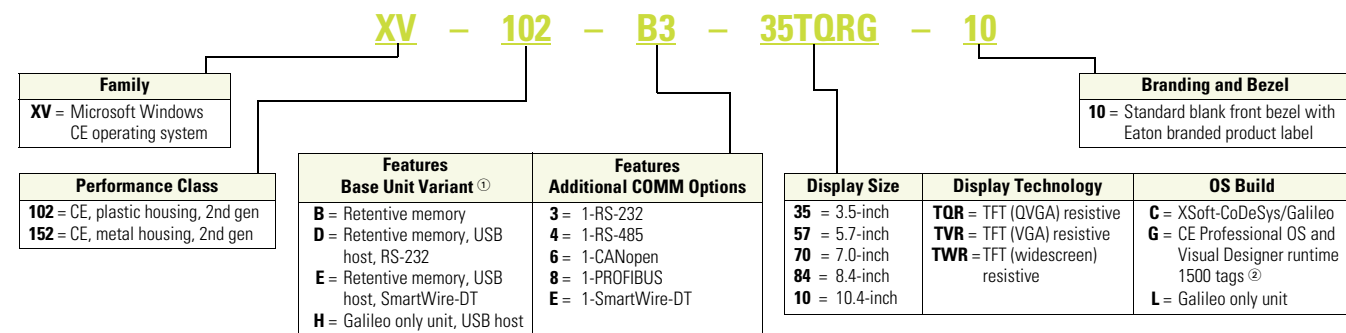 XV – 102 – B3 – 35TQRG – 10
Family
XV = Microsoft Windows
CE operating system
Performance Class
102 = CE, plastic housing, 2nd gen
152 = CE, metal housing, 2nd gen
Features
Base Unit Variant ①
B = Retentive memory
D = Retentive memory, USB
host, RS-232
E = Retentive memory, USB
host, SmartWire-DT
H = Galileo only unit, USB host
Features
Additional COMM Options
3 = 1-RS-232
4 = 1-RS-485
6 = 1-CANopen
8 = 1-PROFIBUS
E = 1-SmartWire-DT
Display Size
35 = 3.5-inch
57 = 5.7-inch
70 = 7.0-inch
84 = 8.4-inch
10 = 10.4-inch
Display Technology
TQR = TFT (QVGA) resistive
TVR = TFT (VGA) resistive
TWR = TFT (widescreen)
resistive
OS Build
C = XSoft-CoDeSys/Galileo
G = CE Professional OS and
Visual Designer runtime
1500 tags ②
L = Galileo only unit
Branding and Bezel
10 = Standard blank front bezel with
Eaton branded product label